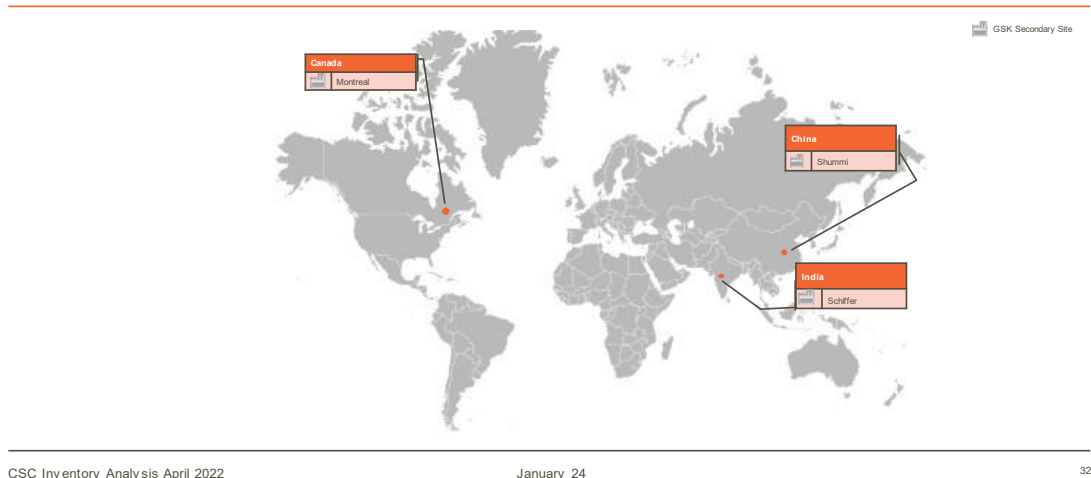 GSK Secondary Site
Canada
Montreal
China
Shummi
India
Schiffer
CSC Inventory Analysis April 2022
January 24
32